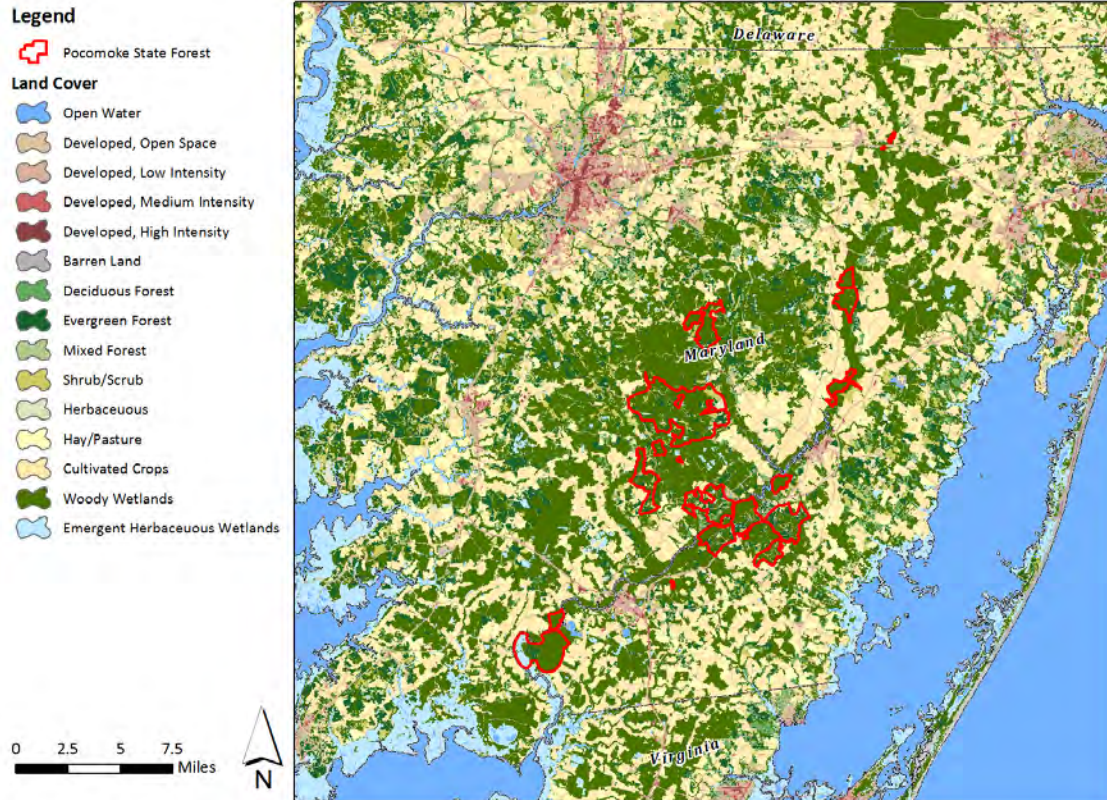 Legend
Pocomoke State Forest
Land Cover
Open Water
Developed, Open Space
Developed, Low Intensity
Developed, Medium Intensity
Developed, High Intensity
Barren Land
Deciduous Forest
Evergreen Forest
Mixed Forest
Shrub/Scrub
Herbaceuous
Hay/Pasture
Cultivated Crops
Woody Wetlands
Emergent Herbaceuous Wetlands
0 2.5 5 7.5
Miles
N
Delaware
Maryland
Virginia